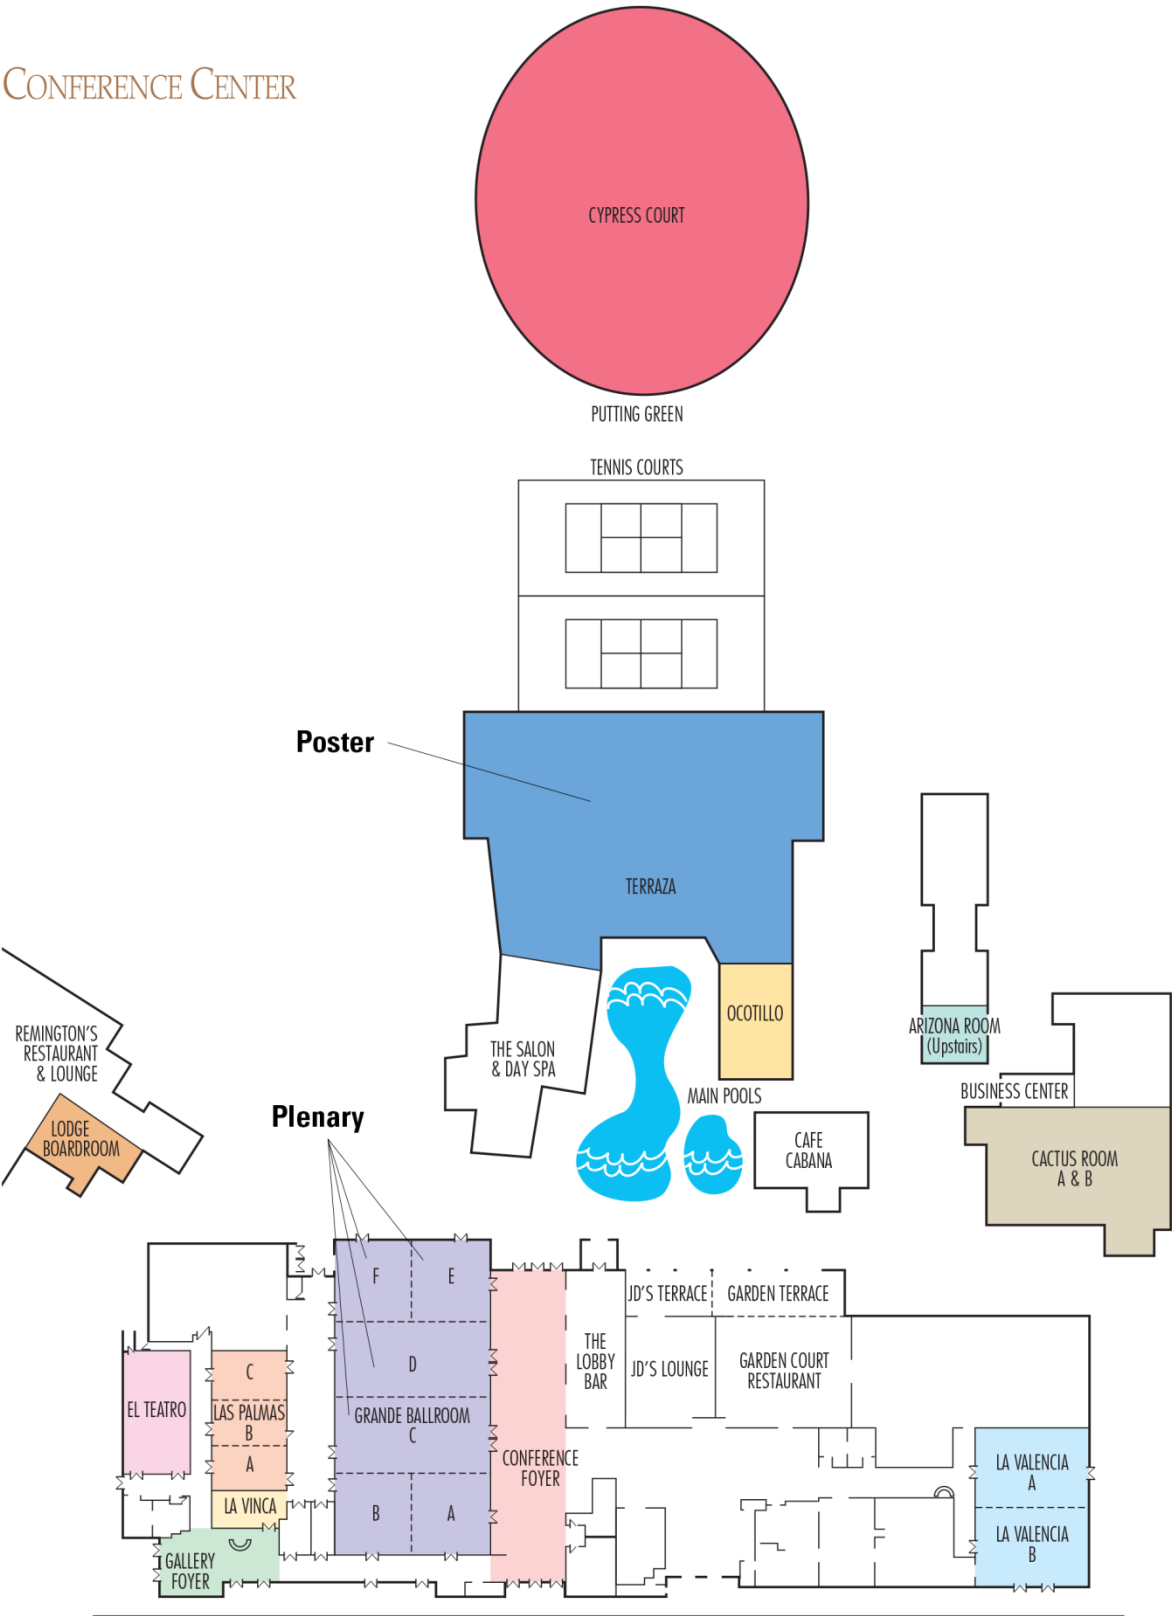 CONFERENCE CENTER
CYPRESS COURT
PUTTING GREEN
TENNIS COURTS
Poster
TERRAZA
OCOTILLO
ARIZONA ROOM
(Upstairs)
REMINGTON'S
RESTAURANT
& LOUNGE
THE SALON
& DAY SPA
MAIN POOLS
BUSINESS CENTER
LODGE
BOARDROOM
Plenary
CAFE
CABANA
CACTUS ROOM
A & B
F
E
JD'S TERRACE
GARDEN TERRACE
THE
LOBBY
BAR
JD'S LOUNGE
GARDEN COURT
RESTAURANT
D
C
EL TEATRO
LAS PALMAS
B
A
GRANDE BALLROOM
C
CONFERENCE
FOYER
LA VALENCIA
A
LA VINCA
B
A
LA VALENCIA
B
GALLERY
FOYER